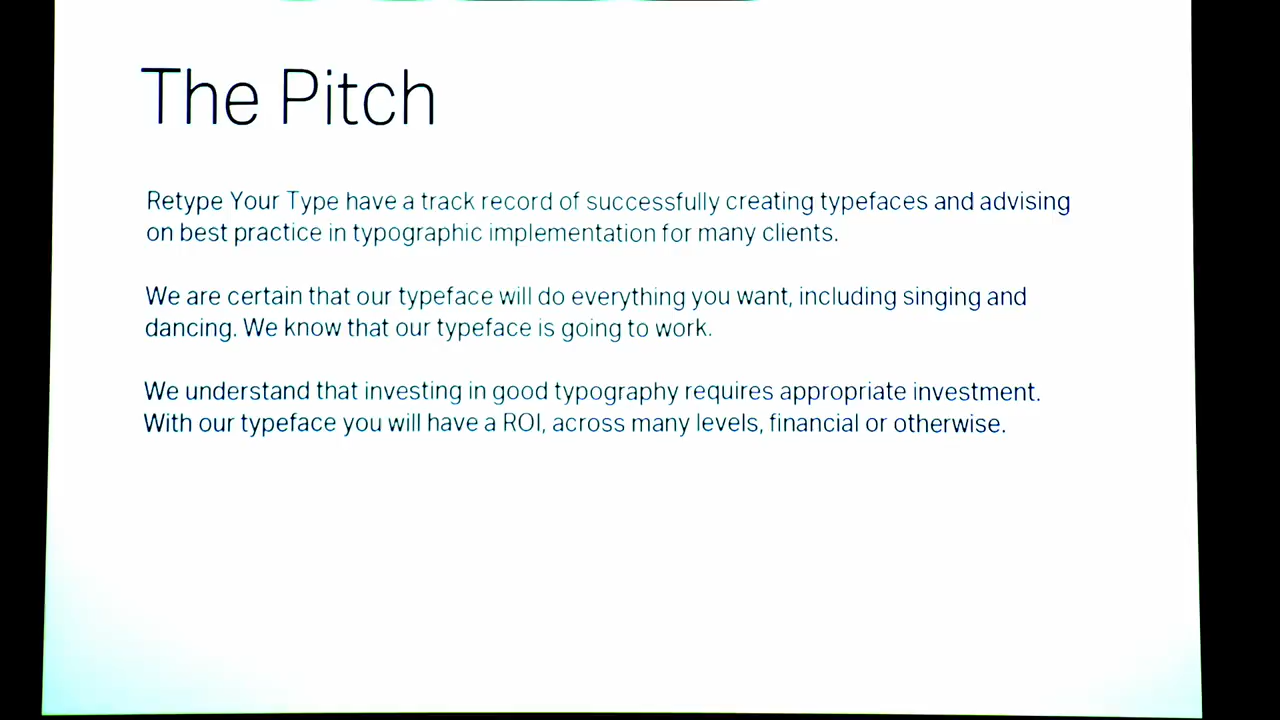 The Pitch
Retype Your Type have a track record of successfully creating typefaces and advising
on best practice in typographic implementation for many clients.
We are certain that our typeface will do everything you want, including singing and
dancing. We know that our typeface is going to work.
We understand that investing in good typography requires appropriate investment.
With our typeface you will have a ROI, across many levels, financial or otherwise.